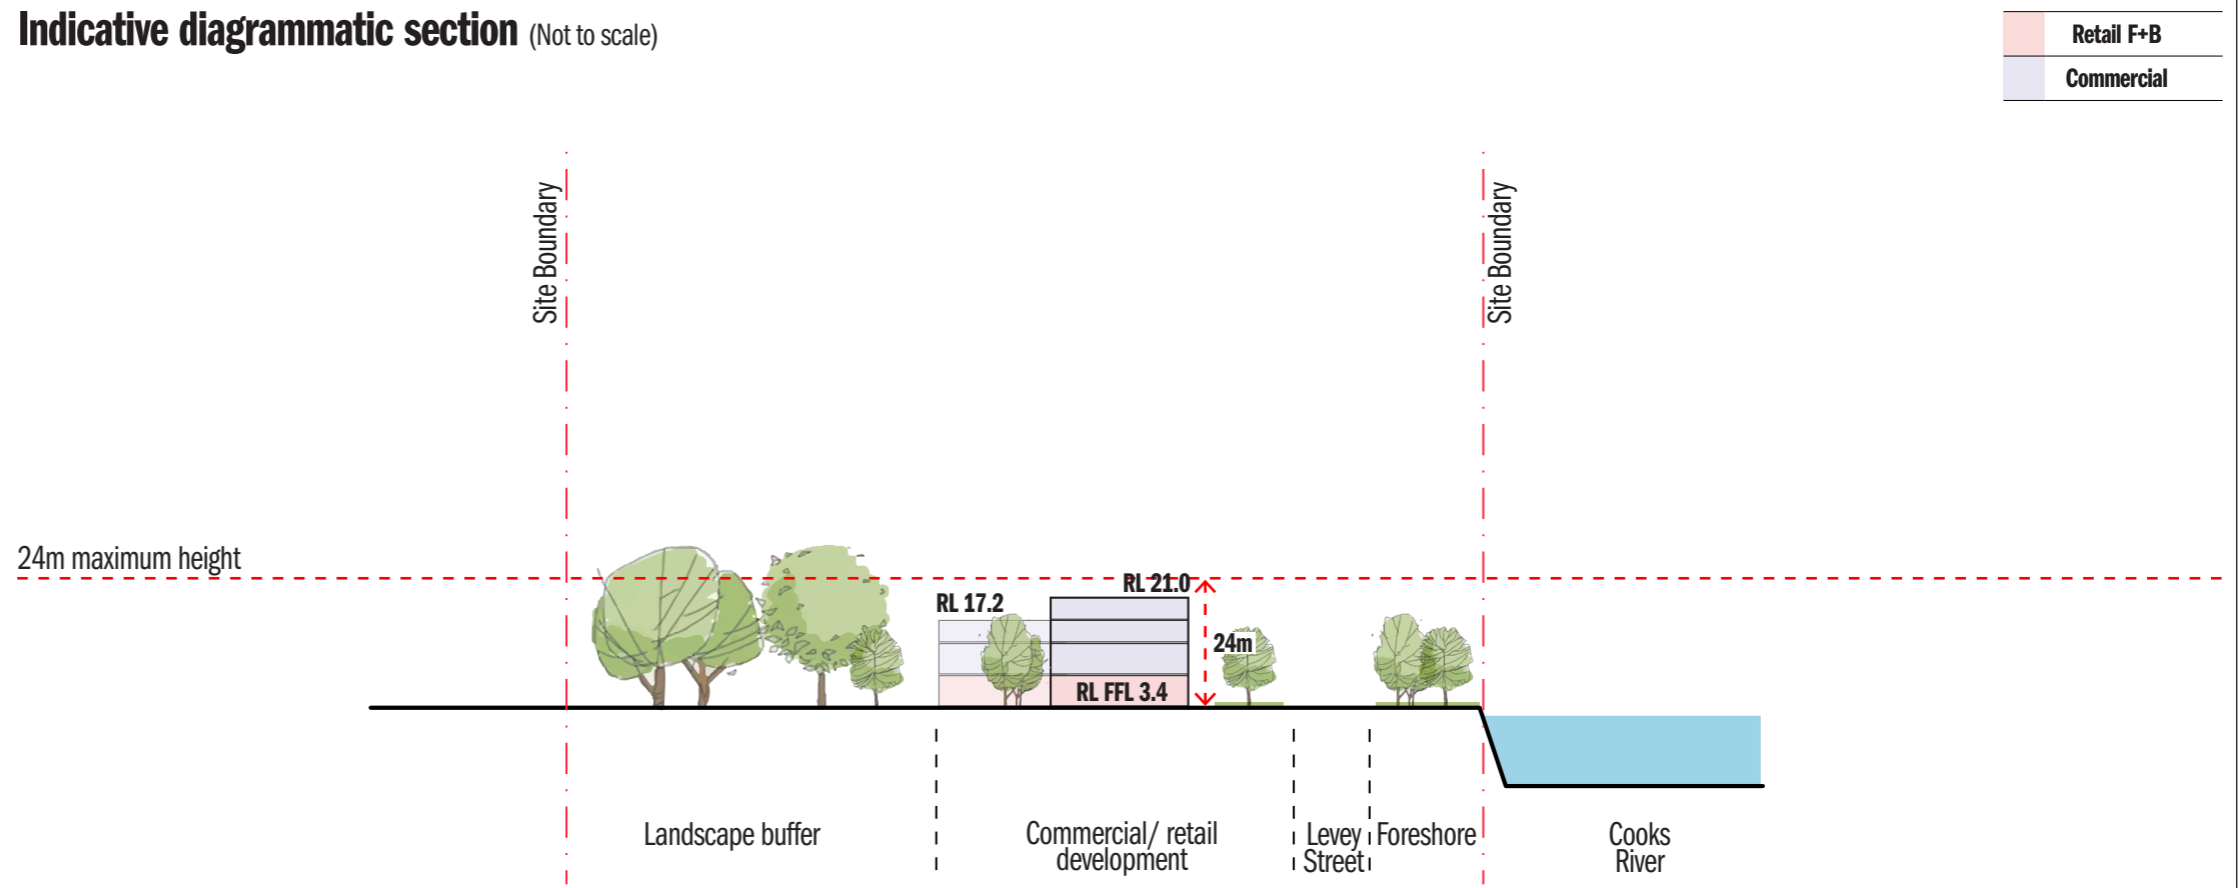 Indicative diagrammatic section (Not to scale)
Retail F+B
Commercial
Site Boundary
Site Boundary
24m maximum height
RL 21.0
RL 17.2
24m
RL FFL 3.4
Landscape buffer
Commercial/ retail
development
Levey
Street
Foreshore
Cooks
River